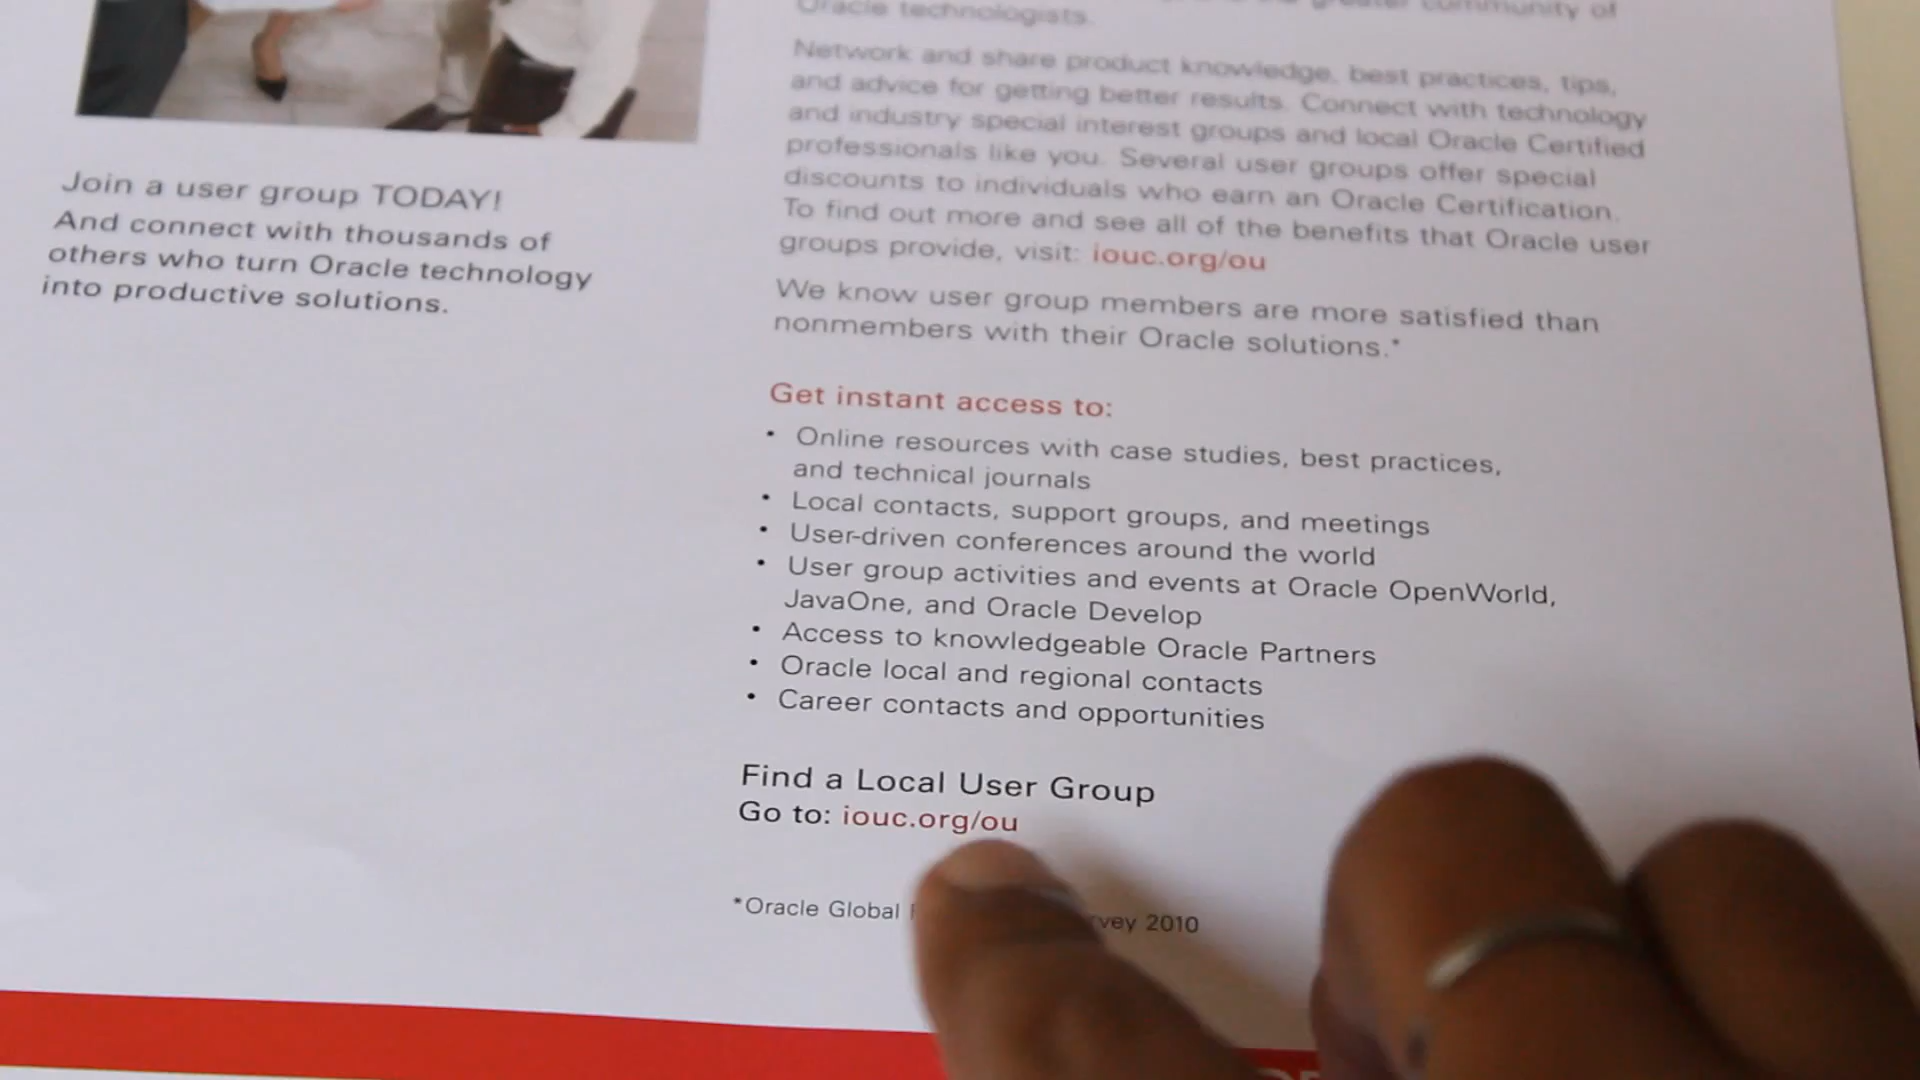 Join a user group TODAY!
And connect with thousands of
others who turn Oracle technology
into productive solutions.
greater community of
Oracle technologists.
Network and share product knowledge, best practices, tips,
and advice for getting better results. Connect with technology
and industry special interest groups and local Oracle Certified
professionals like you. Several user groups offer special
discounts to individuals who earn an Oracle Certification.
To find out more and see all of the benefits that Oracle user
groups provide, visit: iouc.org/ou
We know user group members are more satisfied than
nonmembers with their Oracle solutions.*
Get instant access to:
• Online resources with case studies, best practices,
and technical journals
• Local contacts, support groups, and meetings
• User-driven conferences around the world
• User group activities and events at Oracle OpenWorld,
JavaOne, and Oracle Develop
• Access to knowledgeable Oracle Partners
• Oracle local and regional contacts
• Career contacts and opportunities
Find a Local User Group
Go to: iouc.org/ou
*Oracle Global 2010